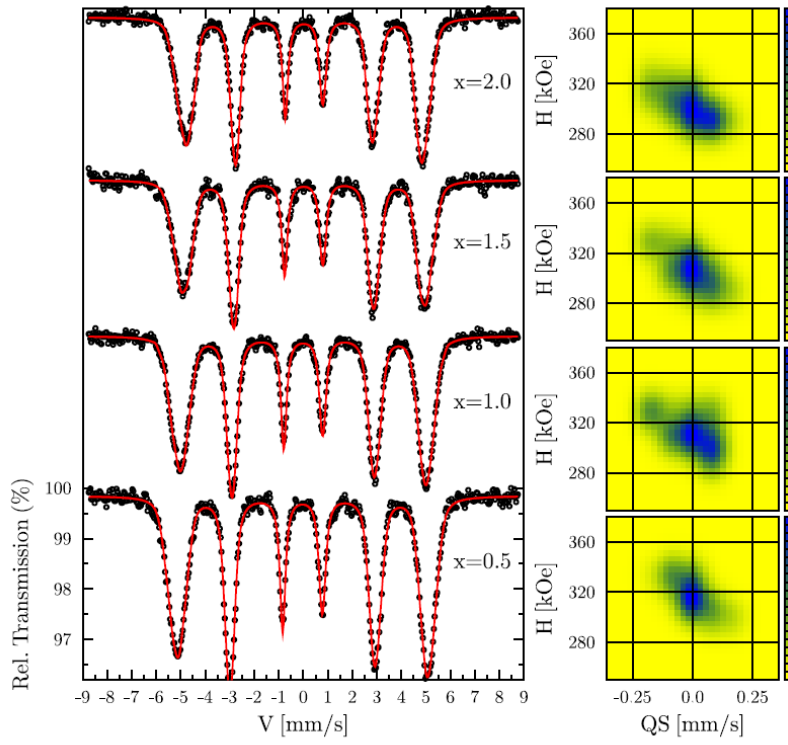 x=2.0
x=1.5
x=1.0
x=0.5
100
99
98
97
Rel. Transmission (%)
-9 -8 -7 -6 -5 -4 -3 -2 -1 0 1 2 3 4 5 6 7 8 9
V [mm/s]
360
320
280
H [kOe]
360
320
280
H [kOe]
360
320
280
H [kOe]
360
320
280
H [kOe]
-0.25 0.0 0.25
QS [mm/s]